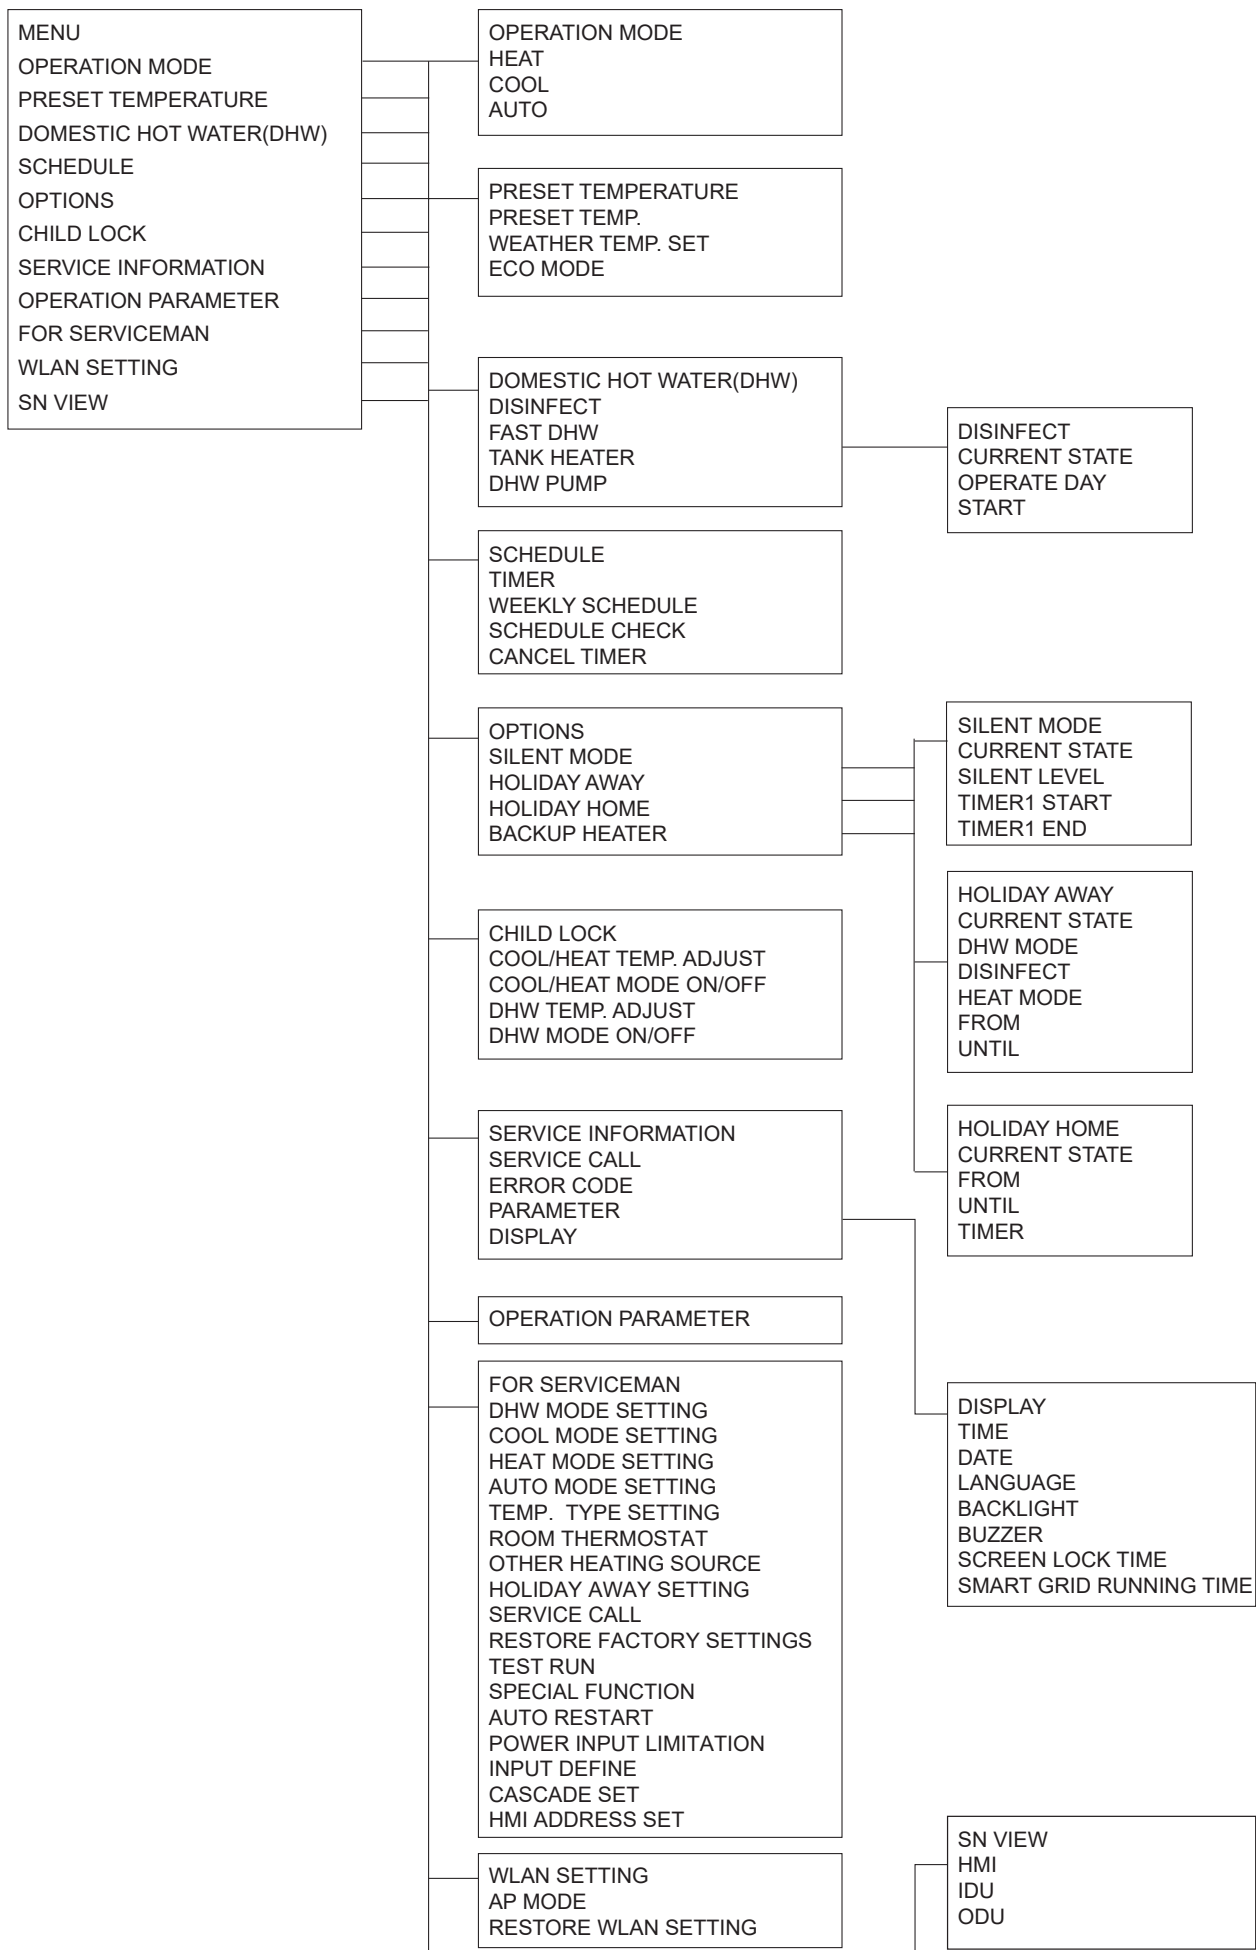 MENU
OPERATION MODE
PRESET TEMPERATURE
DOMESTIC HOT WATER(DHW)
SCHEDULE
OPTIONS
CHILD LOCK
SERVICE INFORMATION
OPERATION PARAMETER
FOR SERVICEMAN
WLAN SETTING
SN VIEW
OPERATION MODE
HEAT
COOL
AUTO
PRESET TEMPERATURE
PRESET TEMP.
WEATHER TEMP. SET
ECO MODE
DOMESTIC HOT WATER(DHW)
DISINFECT
FAST DHW
TANK HEATER
DHW PUMP
DISINFECT
CURRENT STATE
OPERATE DAY
START
SCHEDULE
TIMER
WEEKLY SCHEDULE
SCHEDULE CHECK
CANCEL TIMER
OPTIONS
SILENT MODE
HOLIDAY AWAY
HOLIDAY HOME
BACKUP HEATER
SILENT MODE
CURRENT STATE
SILENT LEVEL
TIMER1 START
TIMER1 END
HOLIDAY AWAY
CURRENT STATE
DHW MODE
DISINFECT
HEAT MODE
FROM
UNTIL
HOLIDAY HOME
CURRENT STATE
FROM
UNTIL
TIMER
CHILD LOCK
COOL/HEAT TEMP. ADJUST
COOL/HEAT MODE ON/OFF
DHW TEMP. ADJUST
DHW MODE ON/OFF
SERVICE INFORMATION
SERVICE CALL
ERROR CODE
PARAMETER
DISPLAY
DISPLAY
TIME
DATE
LANGUAGE
BACKLIGHT
BUZZER
SCREEN LOCK TIME
SMART GRID RUNNING TIME
OPERATION PARAMETER
FOR SERVICEMAN
DHW MODE SETTING
COOL MODE SETTING
HEAT MODE SETTING
AUTO MODE SETTING
TEMP. TYPE SETTING
ROOM THERMOSTAT
OTHER HEATING SOURCE
HOLIDAY AWAY SETTING
SERVICE CALL
RESTORE FACTORY SETTINGS
TEST RUN
SPECIAL FUNCTION
AUTO RESTART
POWER INPUT LIMITATION
INPUT DEFINE
CASCADE SET
HMI ADDRESS SET
WLAN SETTING
AP MODE
RESTORE WLAN SETTING
SN VIEW
HMI
IDU
ODU